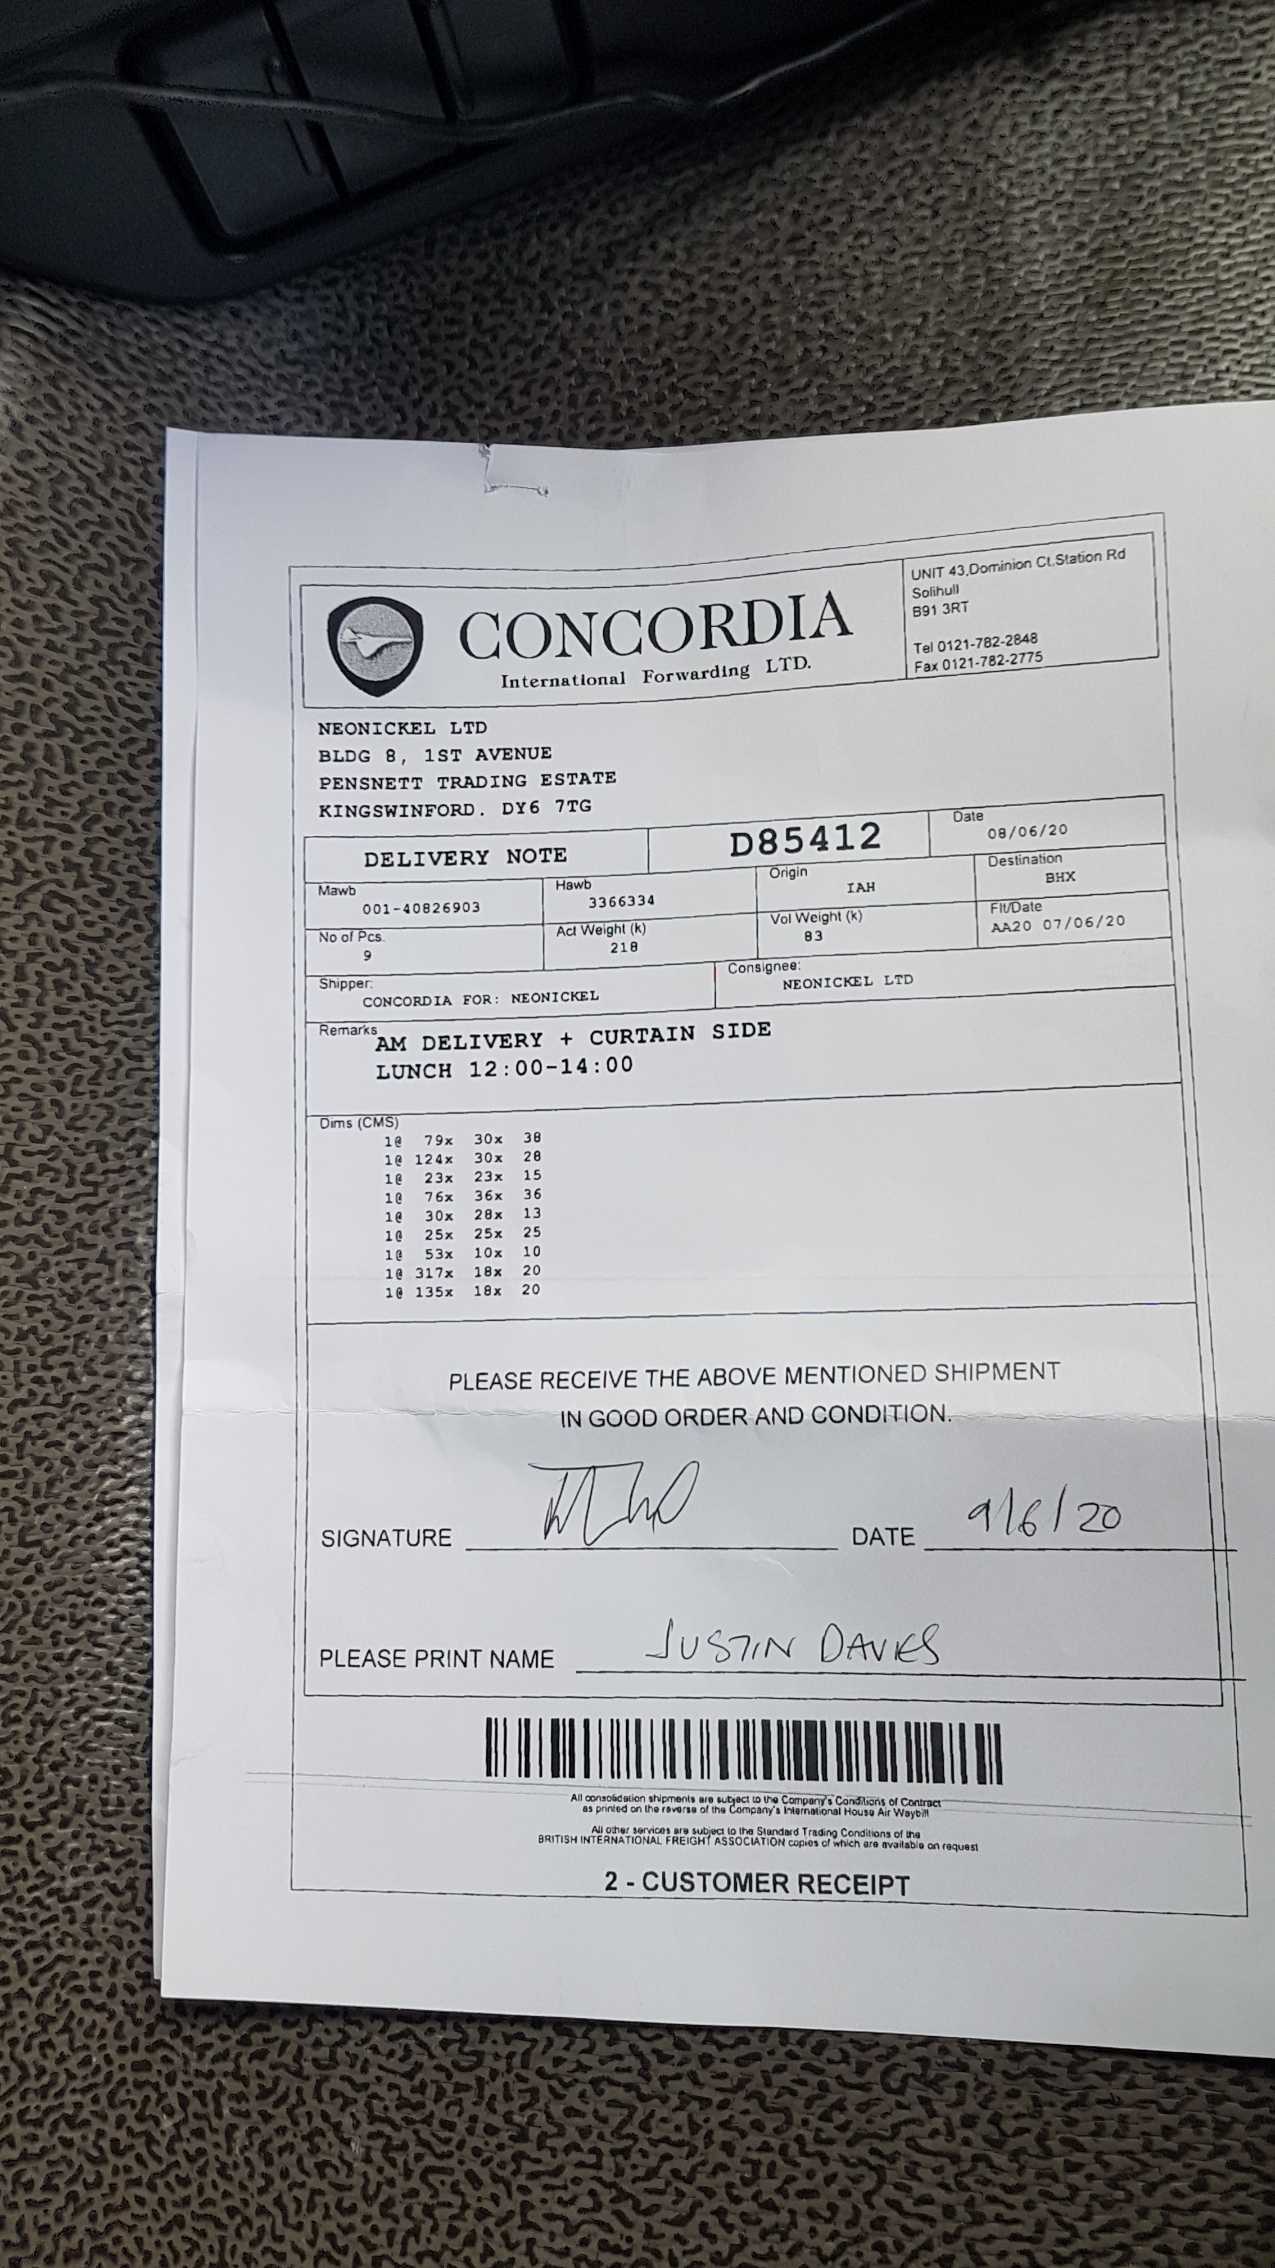 CONCORDIA
International Forwarding LTD.
UNIT 43,Dominion Ct.Station Rd
Solihull
B91 3RT
Tel 0121-782-2848
Fax 0121-782-2775
NEONICKEL LTD
BLDG 8, 1ST AVENUE
PENSNETT TRADING ESTATE
KINGSWINFORD. DY6 7TG
DELIVERY NOTE D85412 Date 08/06/20
Mawb 001-40826903 Hawb 3366334 Origin IAH Destination BHX
No of Pcs. 9 Act Weight (k) 218 Vol Weight (k) 83 Flt/Date AA20 07/06/20
Shipper: CONCORDIA FOR: NEONICKEL Consignee: NEONICKEL LTD
Remarks AM DELIVERY + CURTAIN SIDE
LUNCH 12:00-14:00
Dims (CMS)
1@ 79x 30x 38
1@ 124x 30x 28
1@ 23x 23x 15
1@ 76x 36x 36
1@ 30x 28x 13
1@ 25x 25x 25
1@ 53x 10x 10
1@ 317x 18x 20
1@ 135x 18x 20
PLEASE RECEIVE THE ABOVE MENTIONED SHIPMENT
IN GOOD ORDER AND CONDITION.
SIGNATURE DATE 9/6/20
PLEASE PRINT NAME JUSTIN DAVIES
All consolidation shipments are subject to the Company's Conditions of Contract
as printed on the reverse of the Company's International House Air Waybill
All other services are subject to the Standard Trading Conditions of the
BRITISH INTERNATIONAL FREIGHT ASSOCIATION copies of which are available on request
2 - CUSTOMER RECEIPT